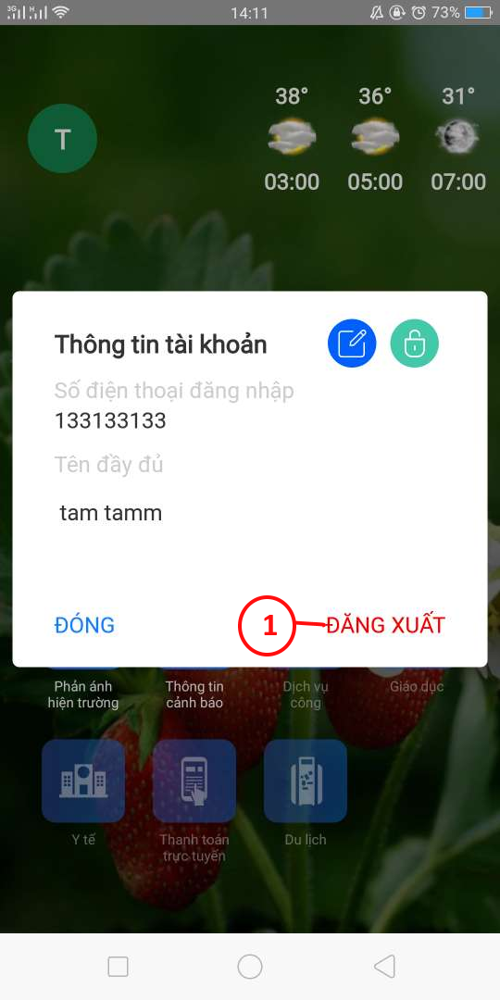 3G H 14:11 73%
T
38° 36° 31°
03:00 05:00 07:00
Thông tin tài khoản
Số điện thoại đăng nhập
133133133
Tên đầy đủ
tam tamm
ĐÓNG 1 ĐĂNG XUẤT
Phản ánh hiện trường
Thông tin cảnh báo
Dịch vụ công
Giáo dục
Y tế
Thanh toán trực tuyến
Du lịch